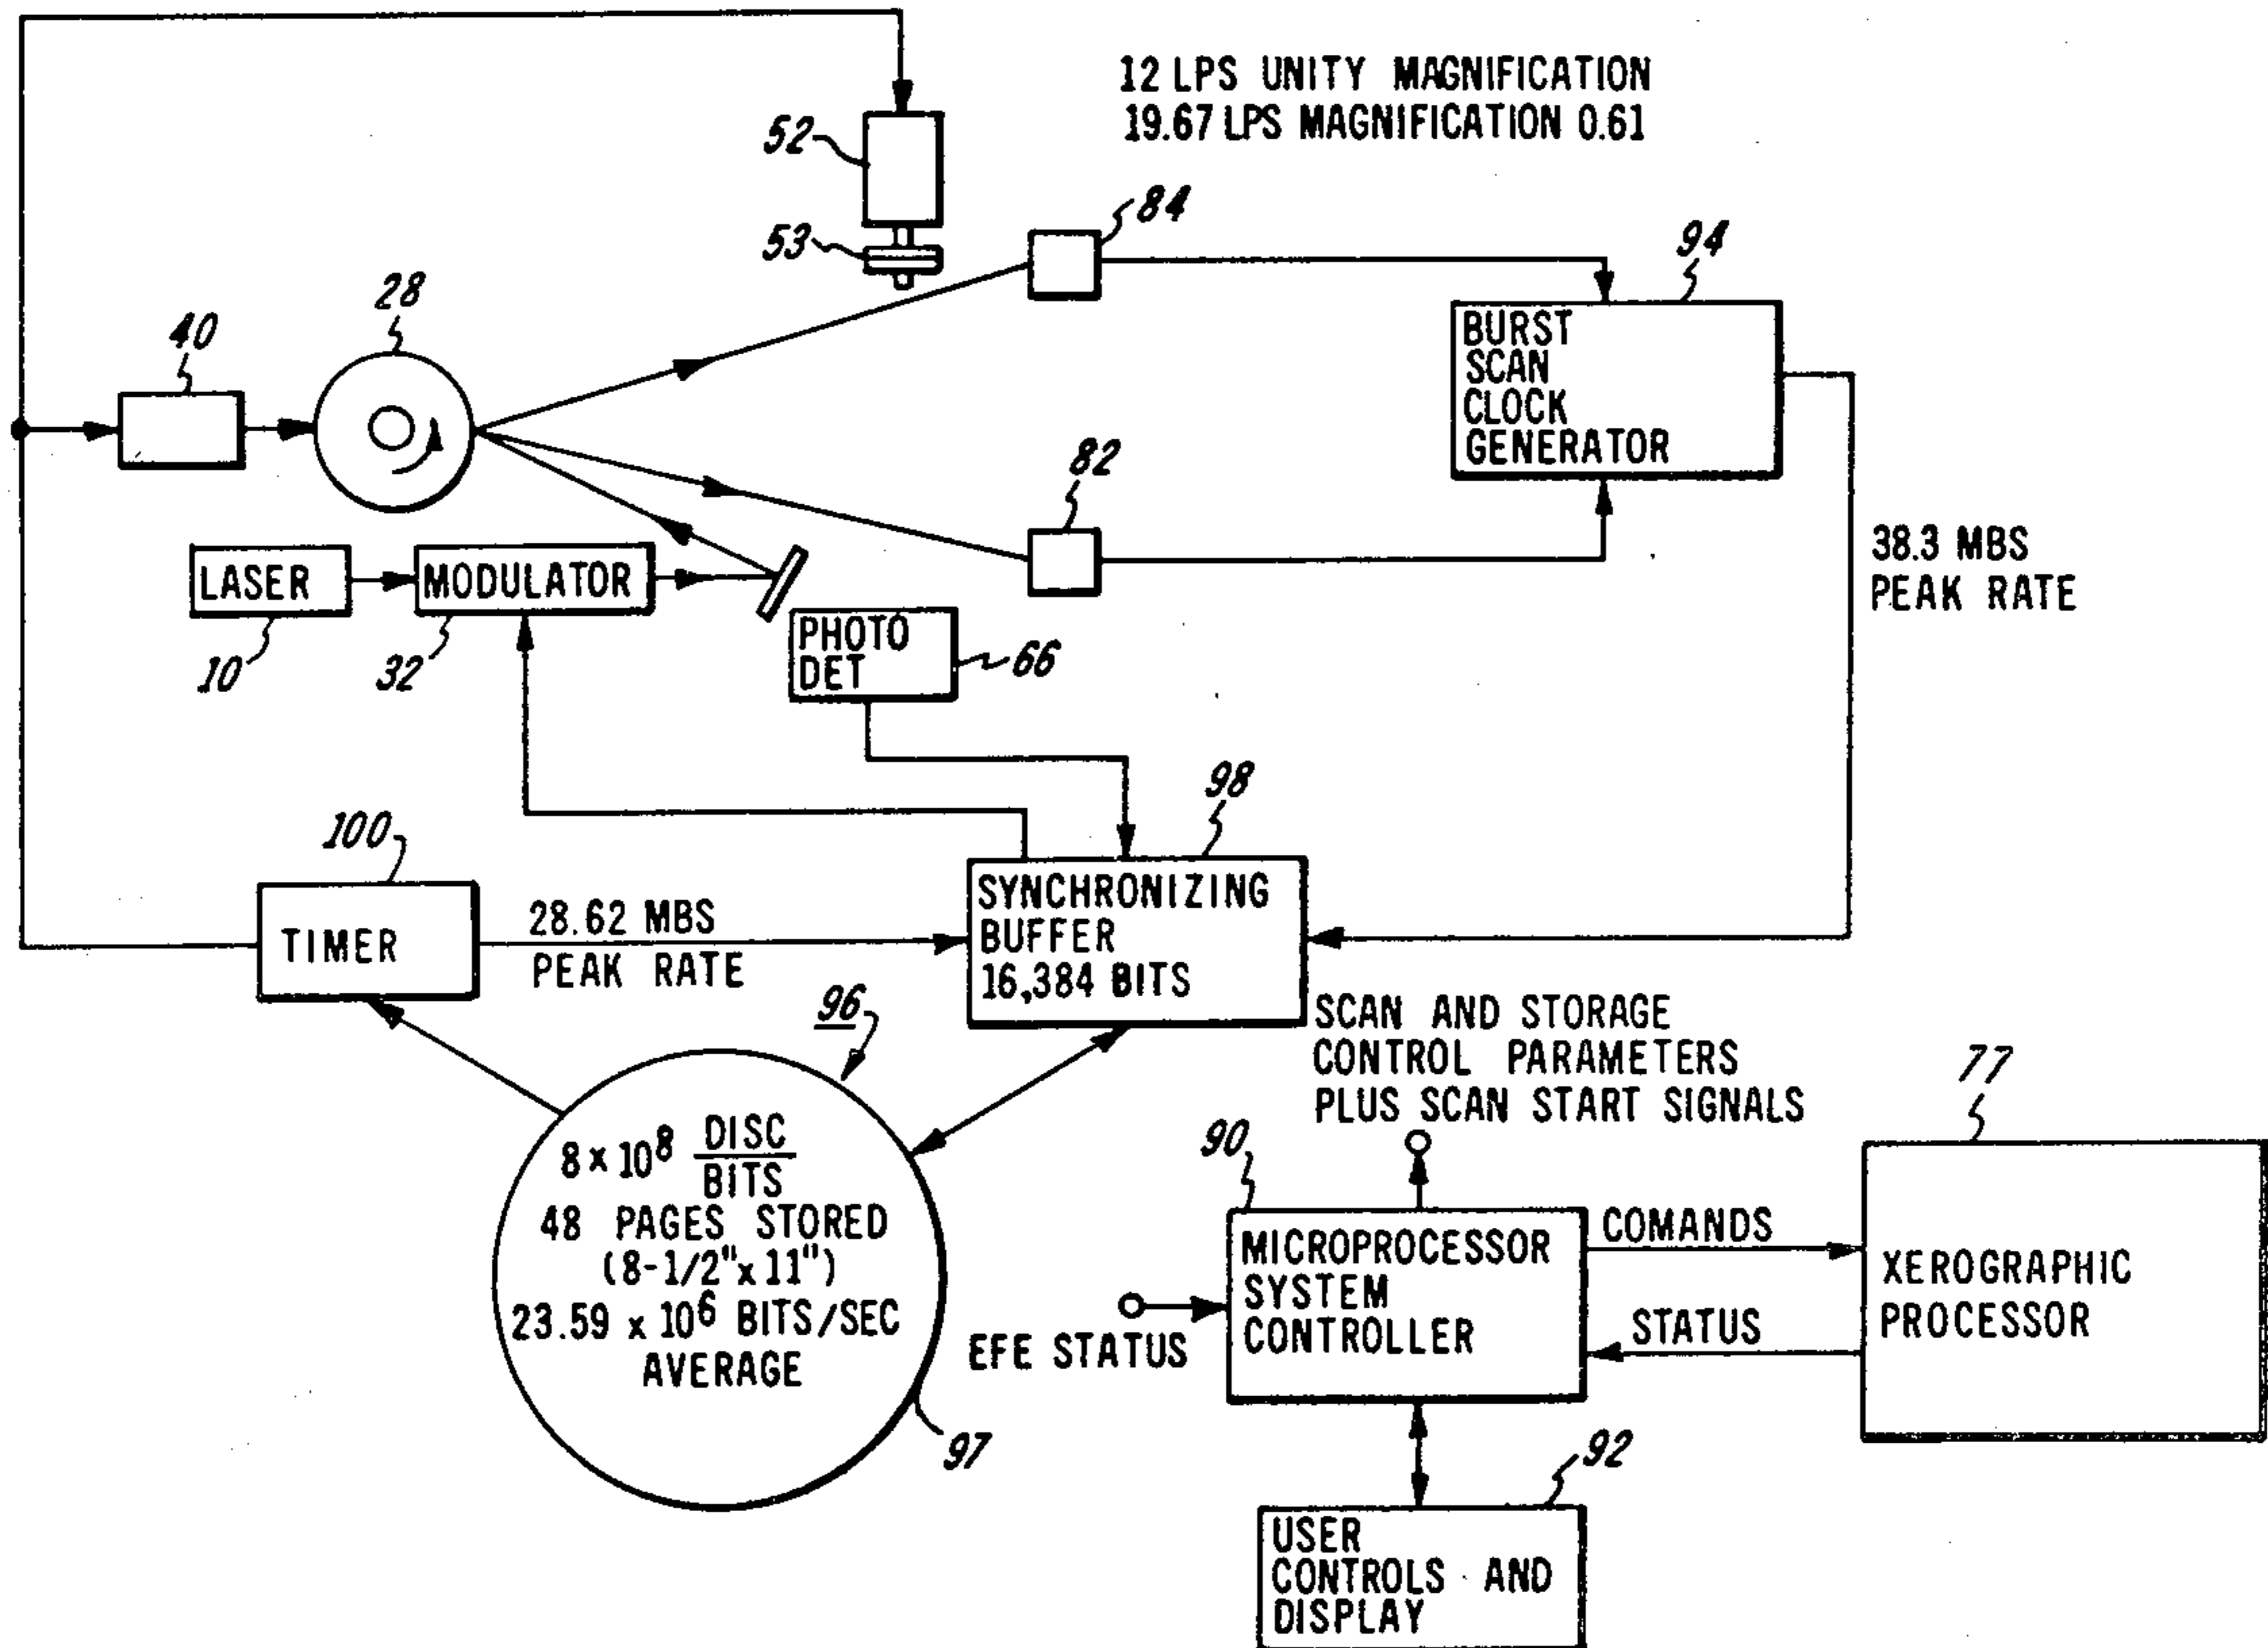 12 LPS UNITY MAGNIFICATION
19.67 LPS MAGNIFICATION 0.61
52
53
84
94
28
40
BURST
SCAN
CLOCK
GENERATOR
82
38.3 MBS
PEAK RATE
LASER
MODULATOR
10
32
PHOTO
DET
66
98
100
TIMER
28.62 MBS
PEAK RATE
SYNCHRONIZING
BUFFER
16,384 BITS
96
SCAN AND STORAGE
CONTROL PARAMETERS
PLUS SCAN START SIGNALS
77
8 x 10⁸ DISC
BITS
48 PAGES STORED
(8-1/2" x 11")
23.59 x 10⁶ BITS/SEC
AVERAGE
97
90
MICROPROCESSOR
SYSTEM
CONTROLLER
EFE STATUS
COMANDS
STATUS
XEROGRAPHIC
PROCESSOR
92
USER
CONTROLS AND
DISPLAY